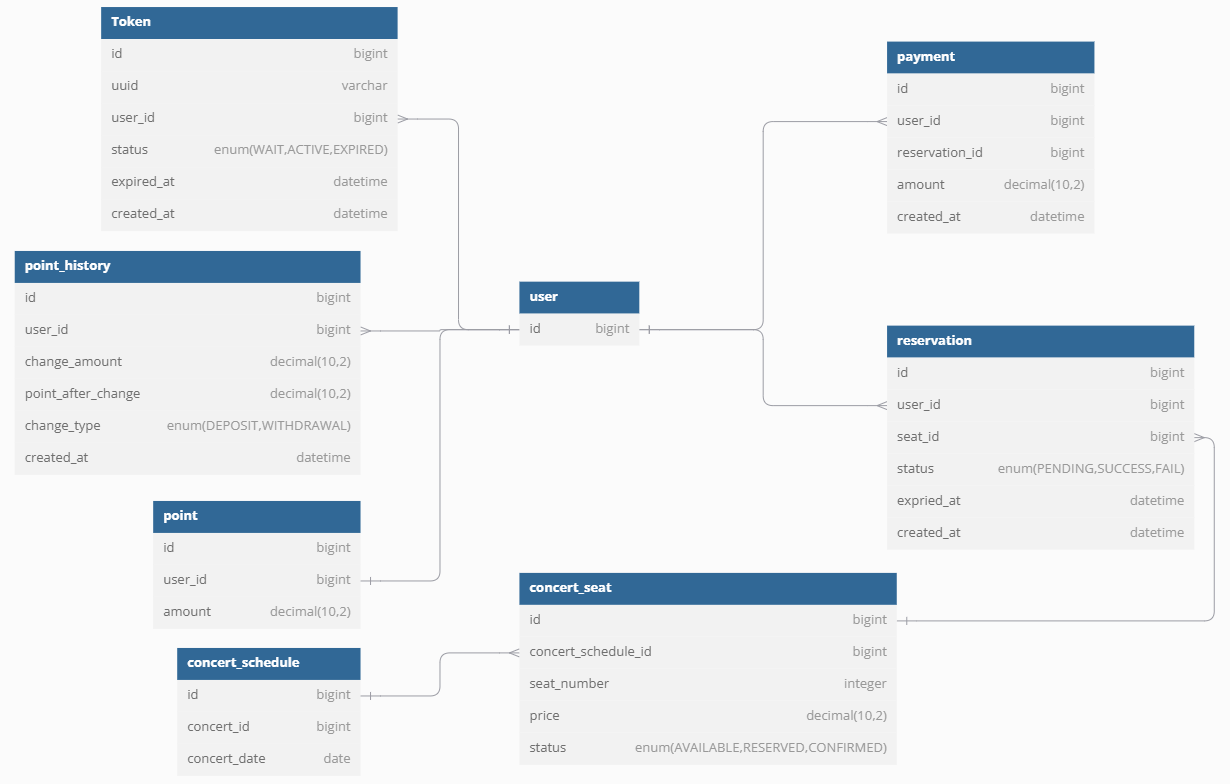 Token
id bigint
uuid varchar
user_id bigint
status enum(WAIT,ACTIVE,EXPIRED)
expired_at datetime
created_at datetime
payment
id bigint
user_id bigint
reservation_id bigint
amount decimal(10,2)
created_at datetime
point_history
id bigint
user_id bigint
change_amount decimal(10,2)
point_after_change decimal(10,2)
change_type enum(DEPOSIT,WITHDRAWAL)
created_at datetime
user
id bigint
reservation
id bigint
user_id bigint
seat_id bigint
status enum(PENDING,SUCCESS,FAIL)
expried_at datetime
created_at datetime
point
id bigint
user_id bigint
amount decimal(10,2)
concert_seat
id bigint
concert_schedule_id bigint
seat_number integer
price decimal(10,2)
status enum(AVAILABLE,RESERVED,CONFIRMED)
concert_schedule
id bigint
concert_id bigint
concert_date date